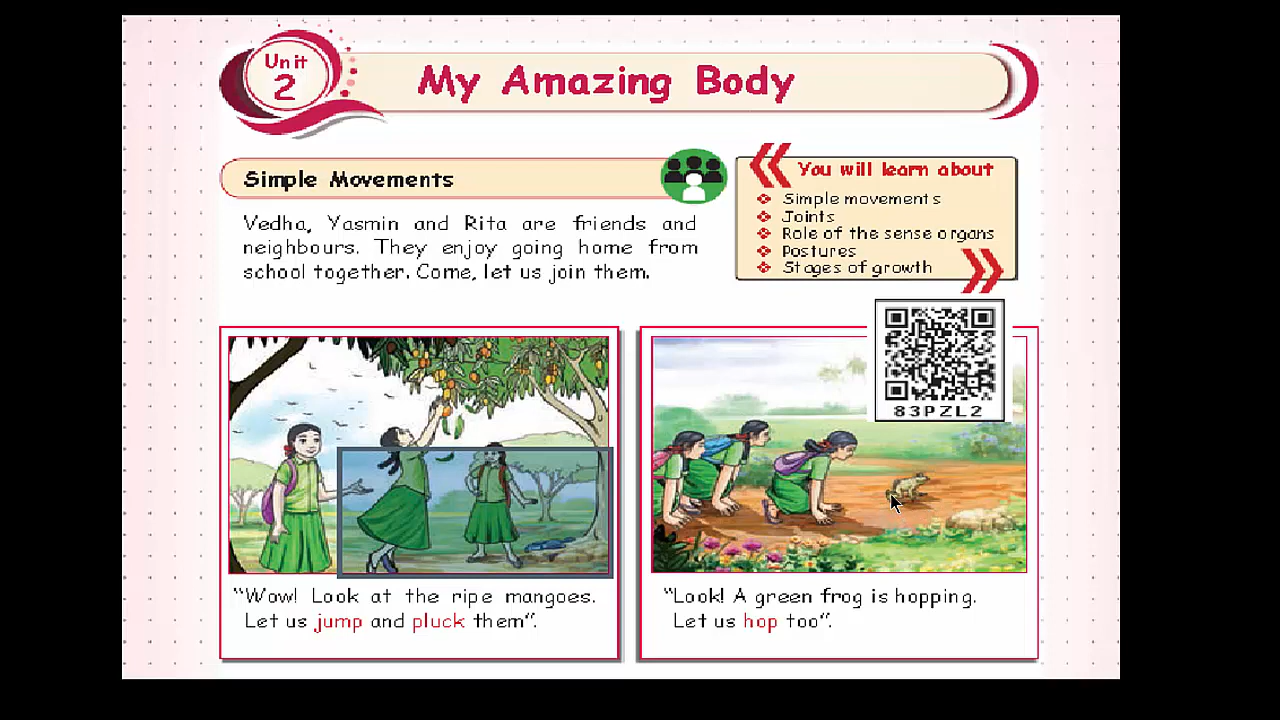 Unit
2
My Amazing Body
Simple Movements
Vedha, Yasmin and Rita are friends and
neighbours. They enjoy going home from
school together. Come, let us join them.
You will learn about
Simple movements
Joints
Role of the sense organs
Postures
Stages of growth
83PZL2
“Wow! Look at the ripe mangoes.
Let us jump and pluck them”.
“Look! A green frog is hopping.
Let us hop too”.